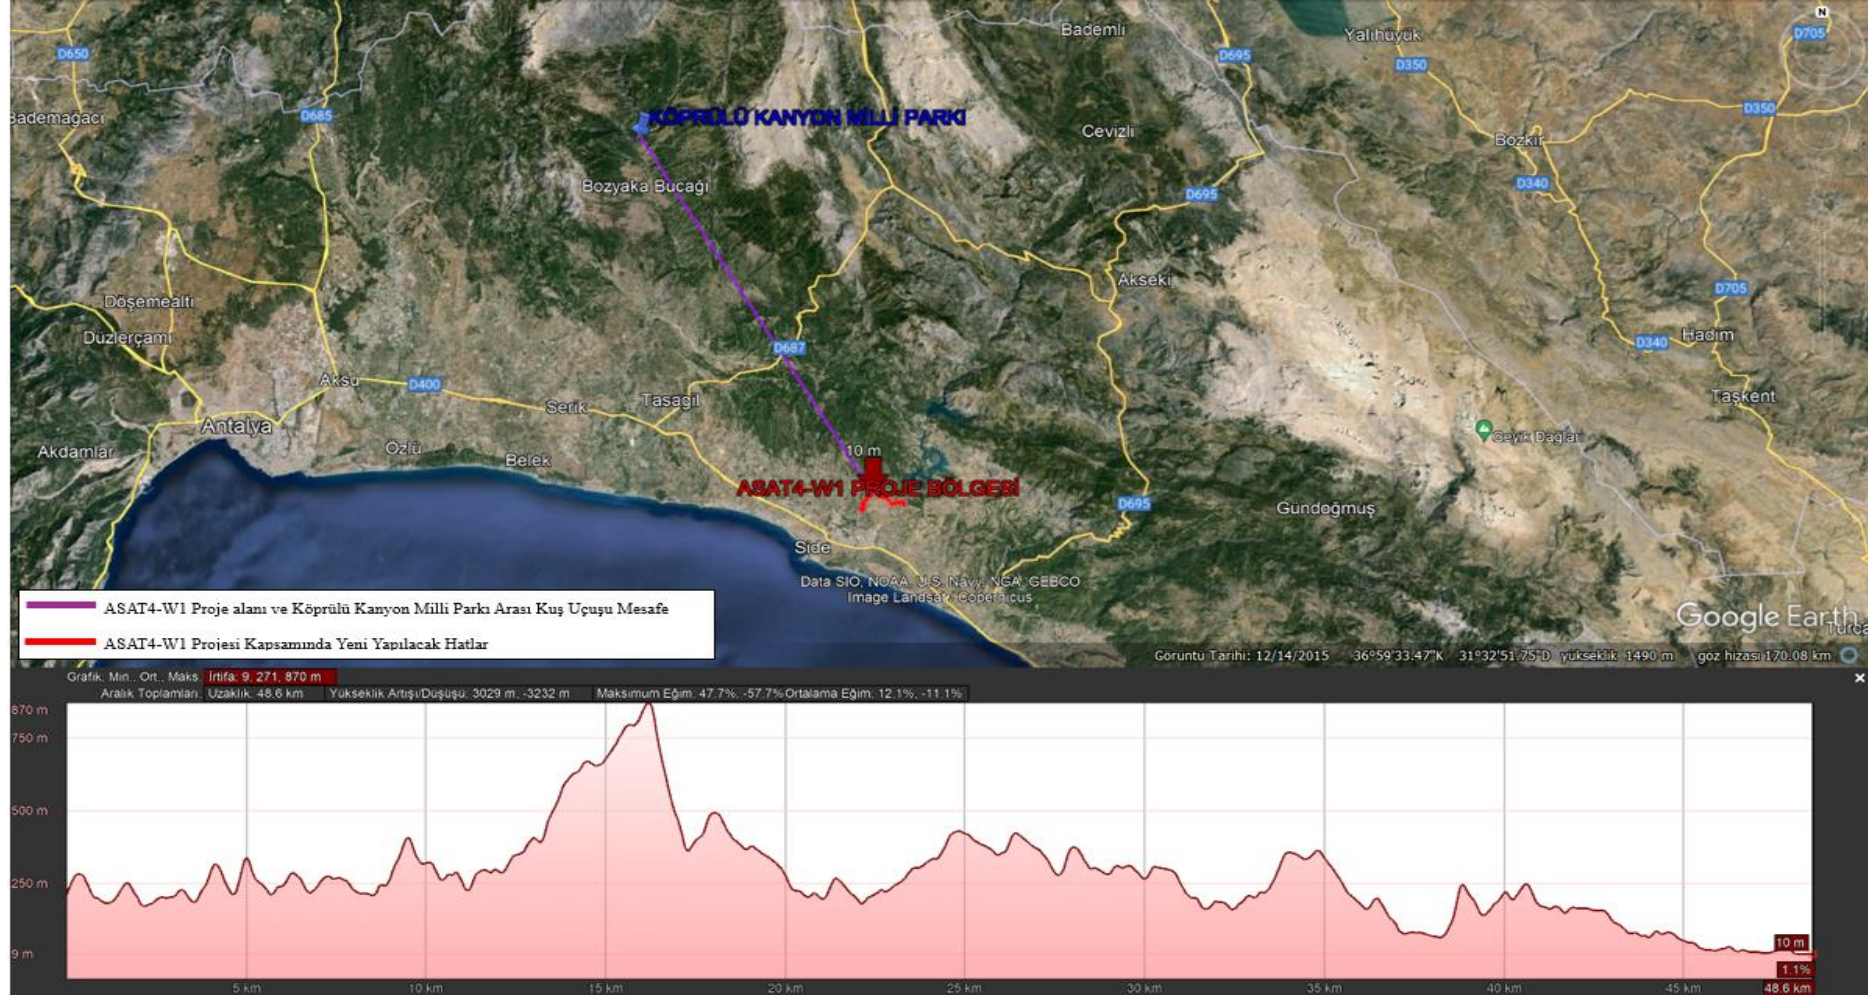 N
Bademli
Yalıhüyük
D705
D650
D695
D350
Bademağacı
D685
KÖPRÜLÜ KANYON MİLLİ PARKI
Cevizli
D350
Bozkır
Bozyaka Bucağı
D695
D340
Akseki
D705
Döşemealtı
Düzlerçamı
D687
D340
Hadim
Aksu
D400
Serik
Tasagıl
Taşkent
Antalya
Akdamlar
Özlü
Belek
10 m
Geyik Dağları
ASAT4-W1 PROJE BÖLGESİ
D695
Gündoğmuş
Side
Data SIO, NOAA, U.S. Navy, NGA, GEBCO
Image Landsat / Copernicus
ASAT4-W1 Proje alanı ve Köprülü Kanyon Milli Parkı Arası Kuş Uçuşu Mesafe
ASAT4-W1 Projesi Kapsamında Yeni Yapılacak Hatlar
Google Earth
Görüntü Tarihi: 12/14/2015 36°59'33.47"K 31°32'51.75"D yükseklik 1490 m göz hizası 170.08 km
Grafik: Min., Ort., Maks. İrtifa: 9, 271, 870 m
Aralık Toplamları: Uzaklık: 48.6 km Yükseklik Artışı/Düşüşü: 3029 m, -3232 m Maksimum Eğim: 47.7%, -57.7% Ortalama Eğim: 12.1%, -11.1%
870 m
750 m
500 m
250 m
9 m
10 m
1.1%
5 km 10 km 15 km 20 km 25 km 30 km 35 km 40 km 45 km 48.6 km